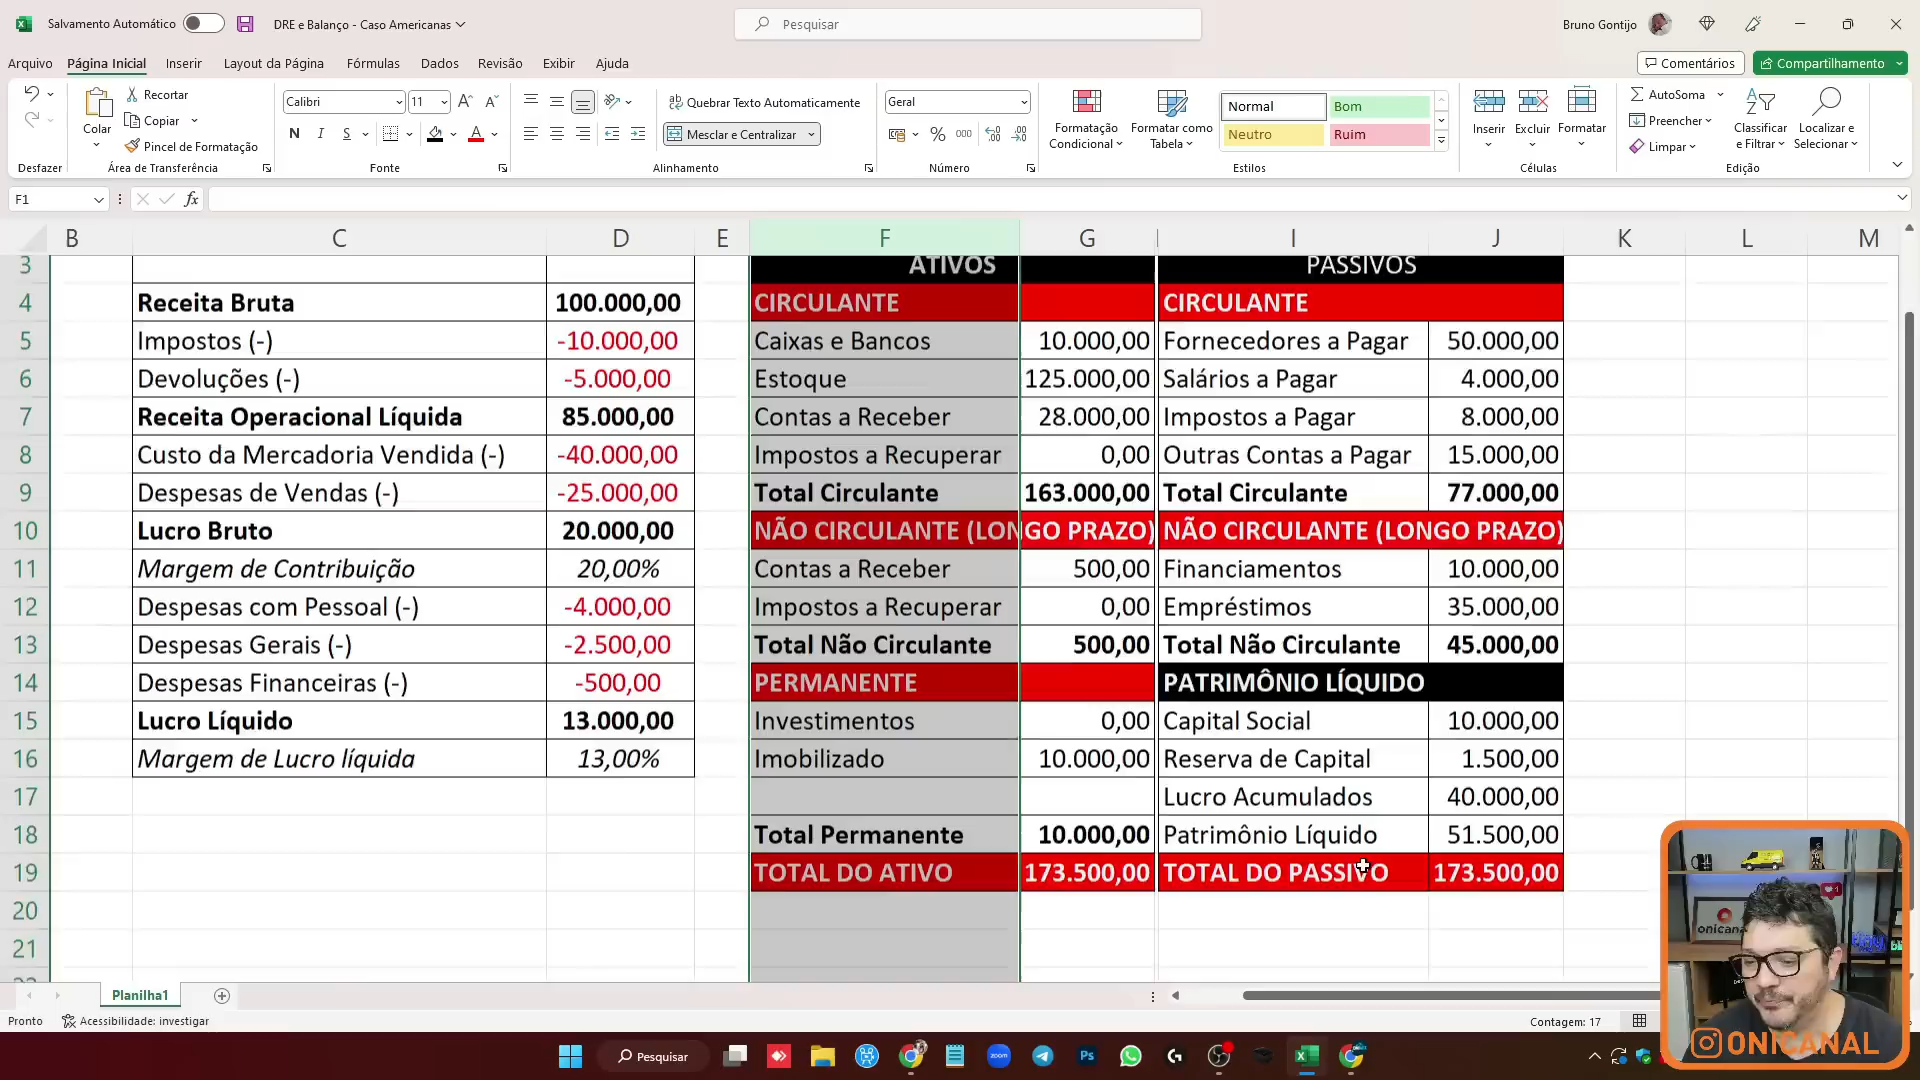 Salvamento Automático
DRE e Balanço - Caso Americanas
Pesquisar
Bruno Gontijo
Arquivo
Página Inicial
Inserir
Layout da Página
Fórmulas
Dados
Revisão
Exibir
Ajuda
Comentários
Compartilhamento
Desfazer
Colar
Recortar
Copiar
Pincel de Formatação
Área de Transferência
Calibri
11
N I S
Fonte
Quebrar Texto Automaticamente
Mesclar e Centralizar
Alinhamento
Geral
% 000
Número
Formatação Condicional
Formatar como Tabela
Normal
Bom
Neutro
Ruim
Estilos
Inserir
Excluir
Formatar
Células
AutoSoma
Preencher
Limpar
Classificar e Filtrar
Localizar e Selecionar
Edição
F1
fx
B C D E F G I J K L M
3 ATIVOS PASSIVOS
4 Receita Bruta 100.000,00 CIRCULANTE CIRCULANTE
5 Impostos (-) -10.000,00 Caixas e Bancos 10.000,00 Fornecedores a Pagar 50.000,00
6 Devoluções (-) -5.000,00 Estoque 125.000,00 Salários a Pagar 4.000,00
7 Receita Operacional Líquida 85.000,00 Contas a Receber 28.000,00 Impostos a Pagar 8.000,00
8 Custo da Mercadoria Vendida (-) -40.000,00 Impostos a Recuperar 0,00 Outras Contas a Pagar 15.000,00
9 Despesas de Vendas (-) -25.000,00 Total Circulante 163.000,00 Total Circulante 77.000,00
10 Lucro Bruto 20.000,00 NÃO CIRCULANTE (LONGO PRAZO) NÃO CIRCULANTE (LONGO PRAZO)
11 Margem de Contribuição 20,00% Contas a Receber 500,00 Financiamentos 10.000,00
12 Despesas com Pessoal (-) -4.000,00 Impostos a Recuperar 0,00 Empréstimos 35.000,00
13 Despesas Gerais (-) -2.500,00 Total Não Circulante 500,00 Total Não Circulante 45.000,00
14 Despesas Financeiras (-) -500,00 PERMANENTE PATRIMÔNIO LÍQUIDO
15 Lucro Líquido 13.000,00 Investimentos 0,00 Capital Social 10.000,00
16 Margem de Lucro líquida 13,00% Imobilizado 10.000,00 Reserva de Capital 1.500,00
17 Lucro Acumulados 40.000,00
18 Total Permanente 10.000,00 Patrimônio Líquido 51.500,00
19 TOTAL DO ATIVO 173.500,00 TOTAL DO PASSIVO 173.500,00
20
21
onicanal
Planilha1
Pronto
Acessibilidade: investigar
Contagem: 17
Pesquisar
zoom
Ps
ONICANAL